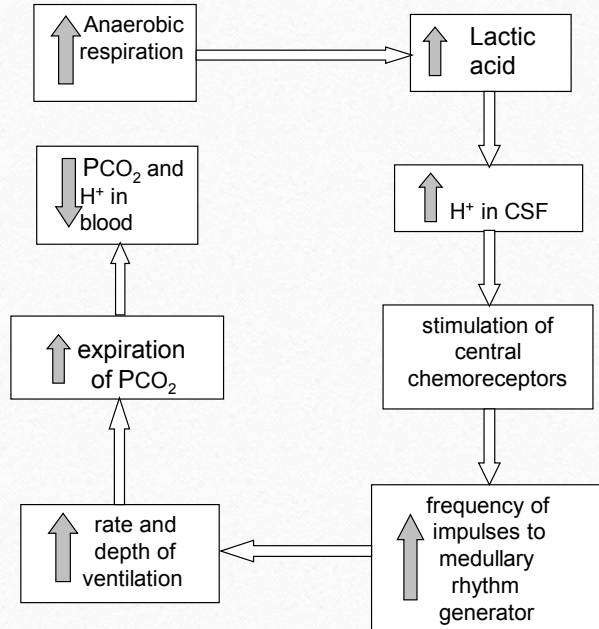 Anaerobic
respiration
Lactic
acid
H⁺ in CSF
stimulation of
central
chemoreceptors
frequency of
impulses to
medullary
rhythm
generator
rate and
depth of
ventilation
expiration
of PCO₂
PCO₂ and
H⁺ in
blood